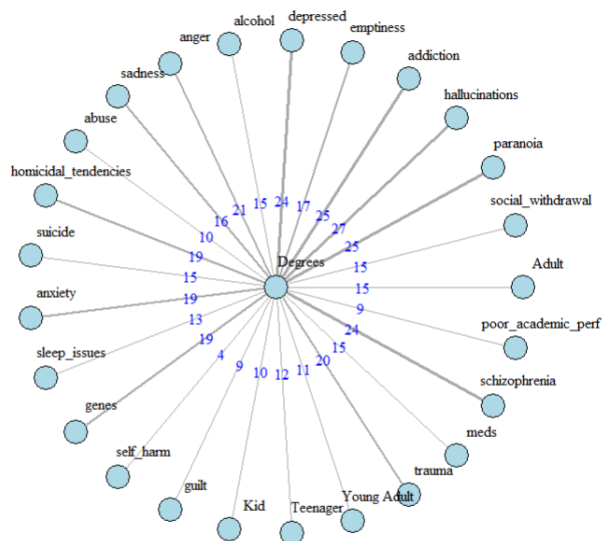 depressed
alcohol
emptiness
anger
addiction
sadness
hallucinations
abuse
paranoia
homicidal_tendencies
social_withdrawal
suicide
Adult
anxiety
poor_academic_perf
sleep_issues
schizophrenia
genes
meds
self_harm
trauma
guilt
Young Adult
Kid
Teenager
Degrees
24
15
17
21
25
16
27
10
25
19
15
15
15
19
9
13
24
19
15
4
20
9
11
10
12